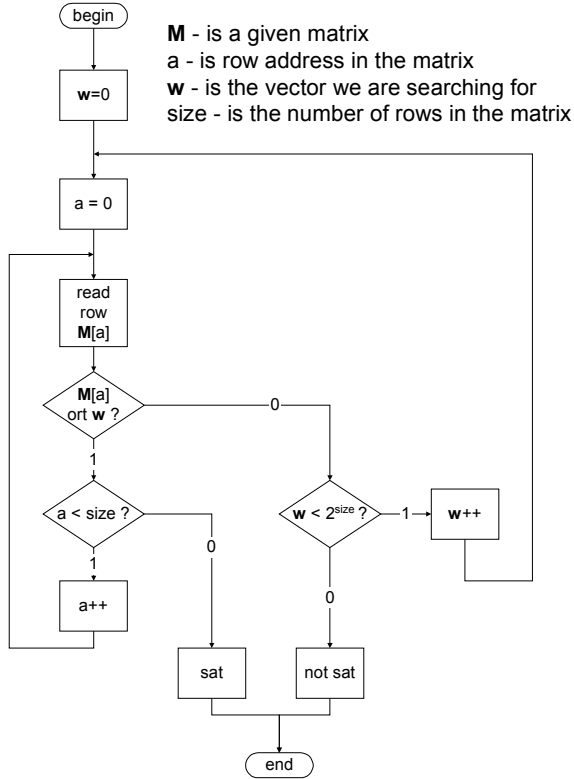 begin
M - is a given matrix
a - is row address in the matrix
w - is the vector we are searching for
size - is the number of rows in the matrix
w=0
a = 0
read
row
M[a]
M[a]
ort w ?
0
1
a < size ?
0
1
a++
w < 2^size ?
1
w++
0
sat
not sat
end